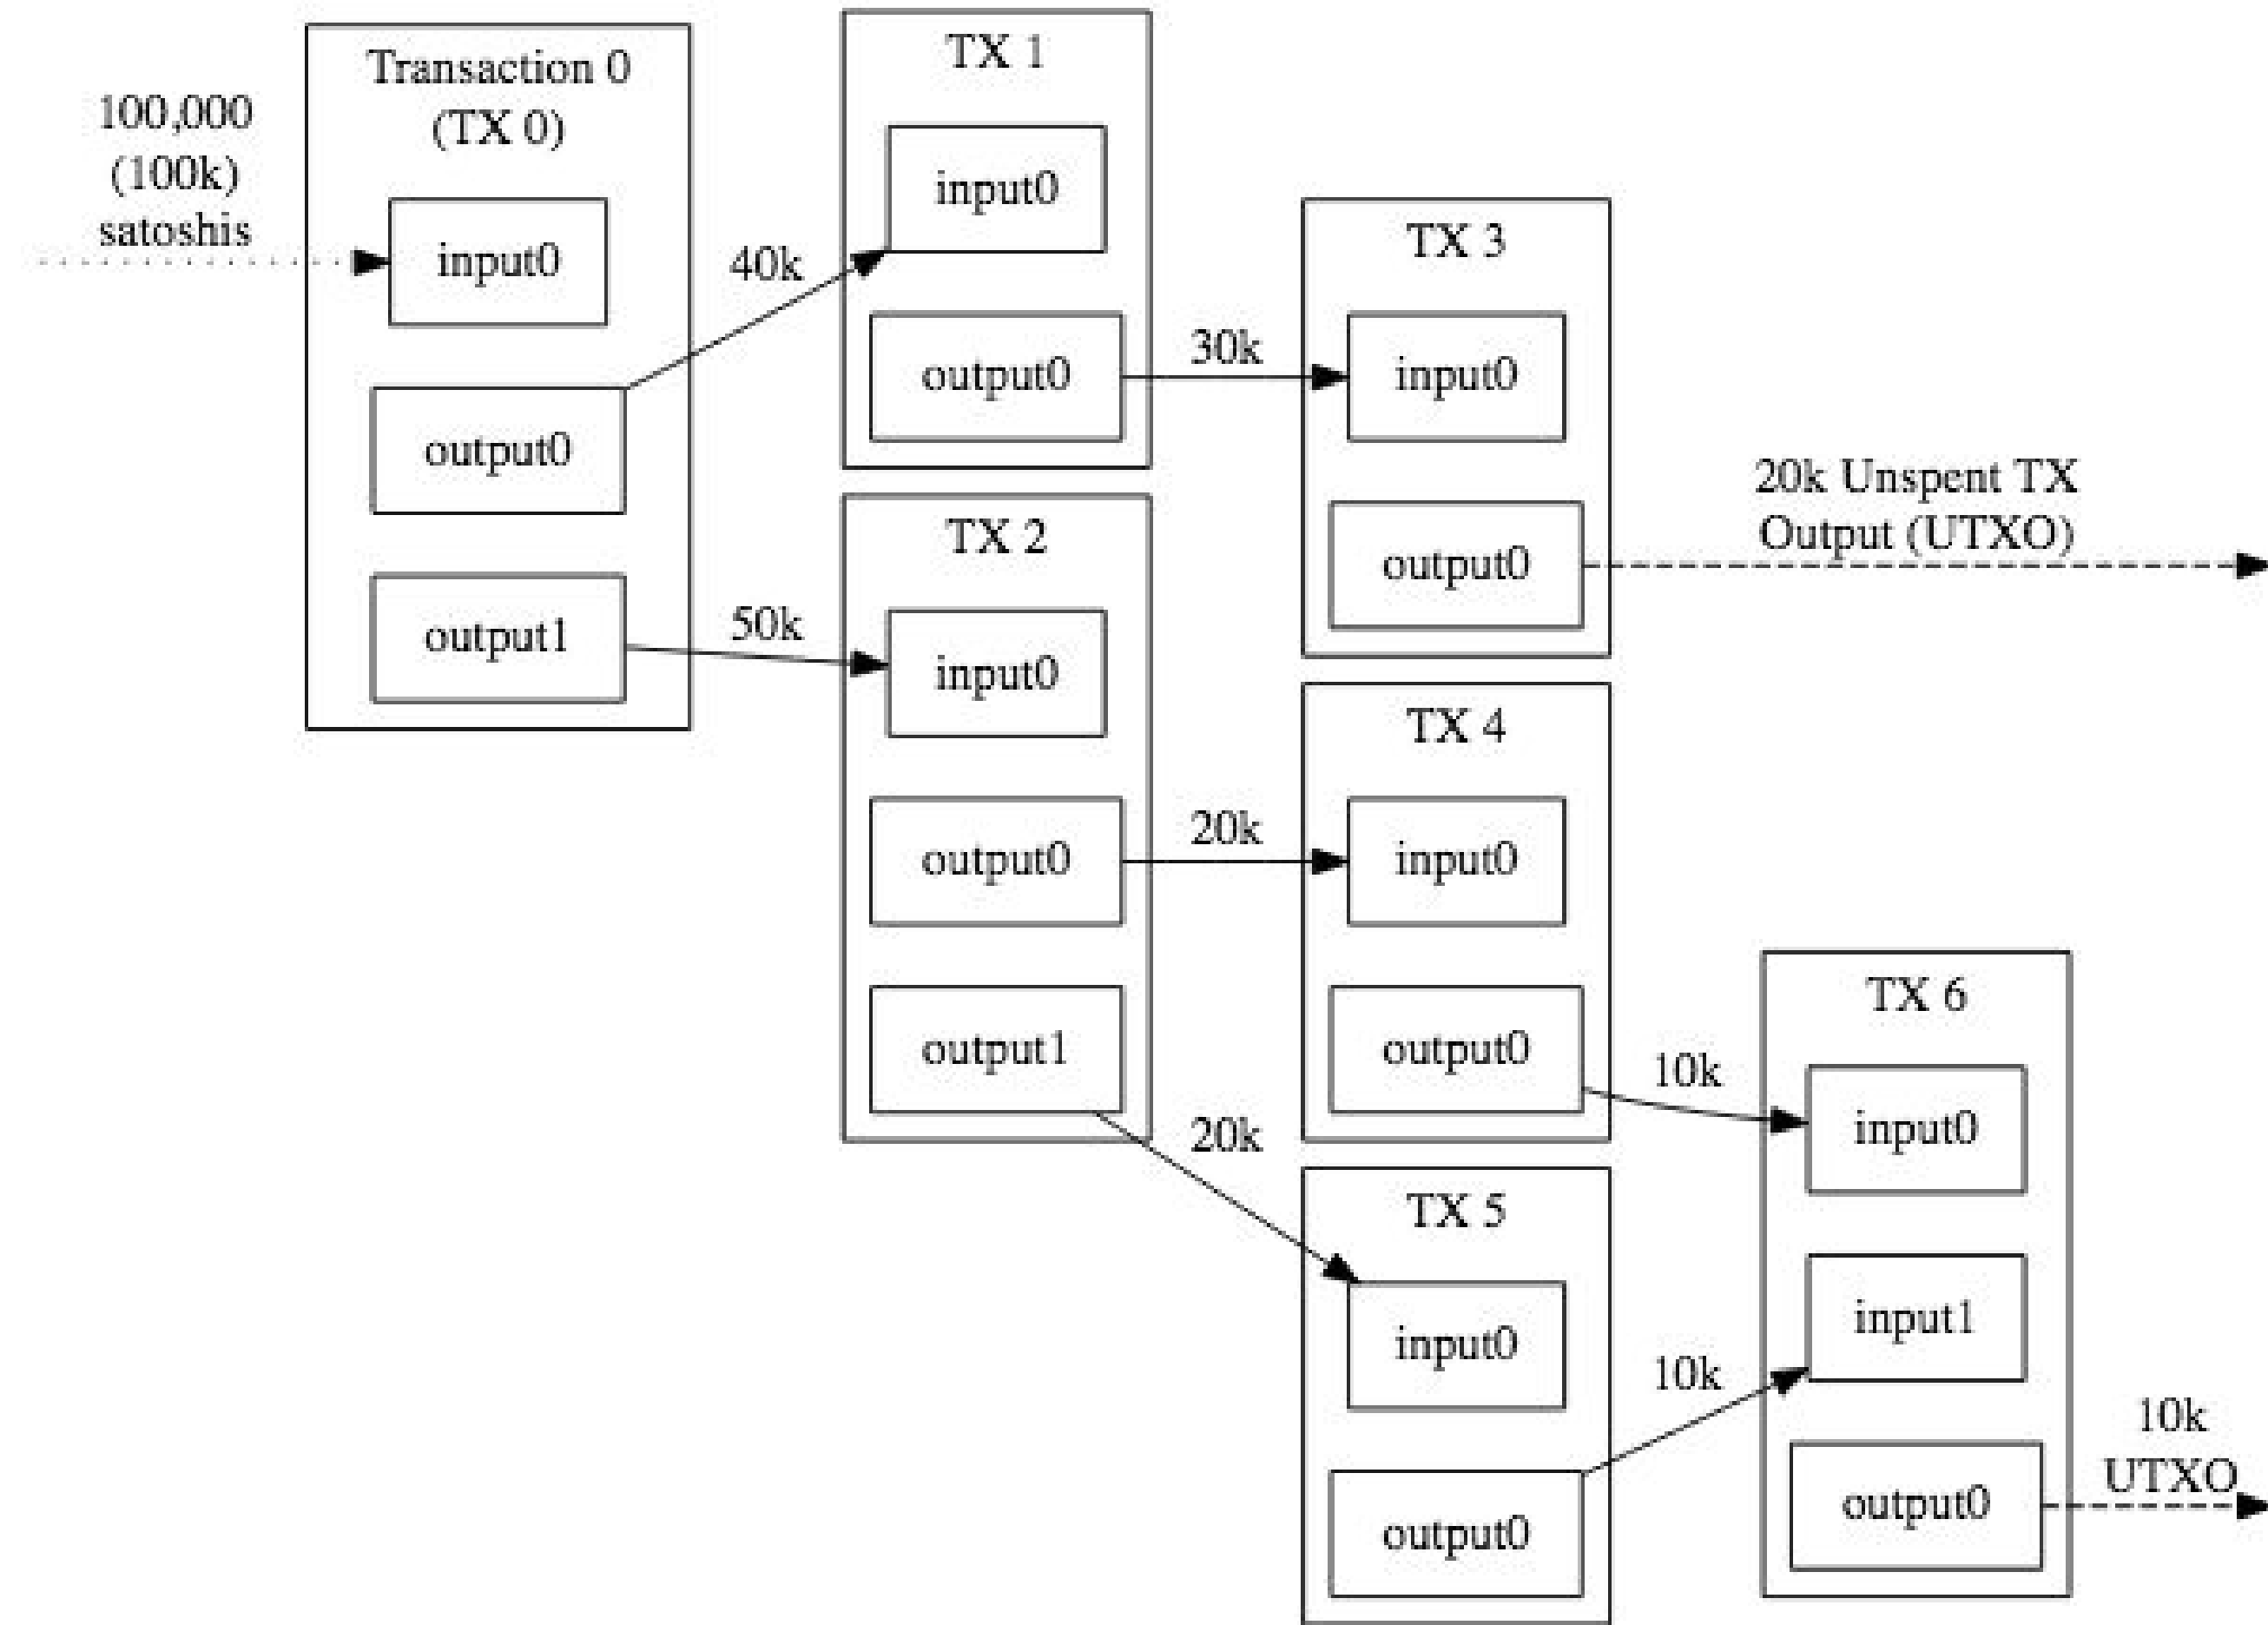 100,000
(100k)
satoshis
Transaction 0
(TX 0)
input0
output0
output1
40k
50k
TX 1
input0
output0
TX 2
input0
output0
output1
30k
20k
20k
TX 3
input0
output0
20k Unspent TX
Output (UTXO)
TX 4
input0
output0
TX 5
input0
output0
10k
10k
TX 6
input0
input1
output0
10k
UTXO